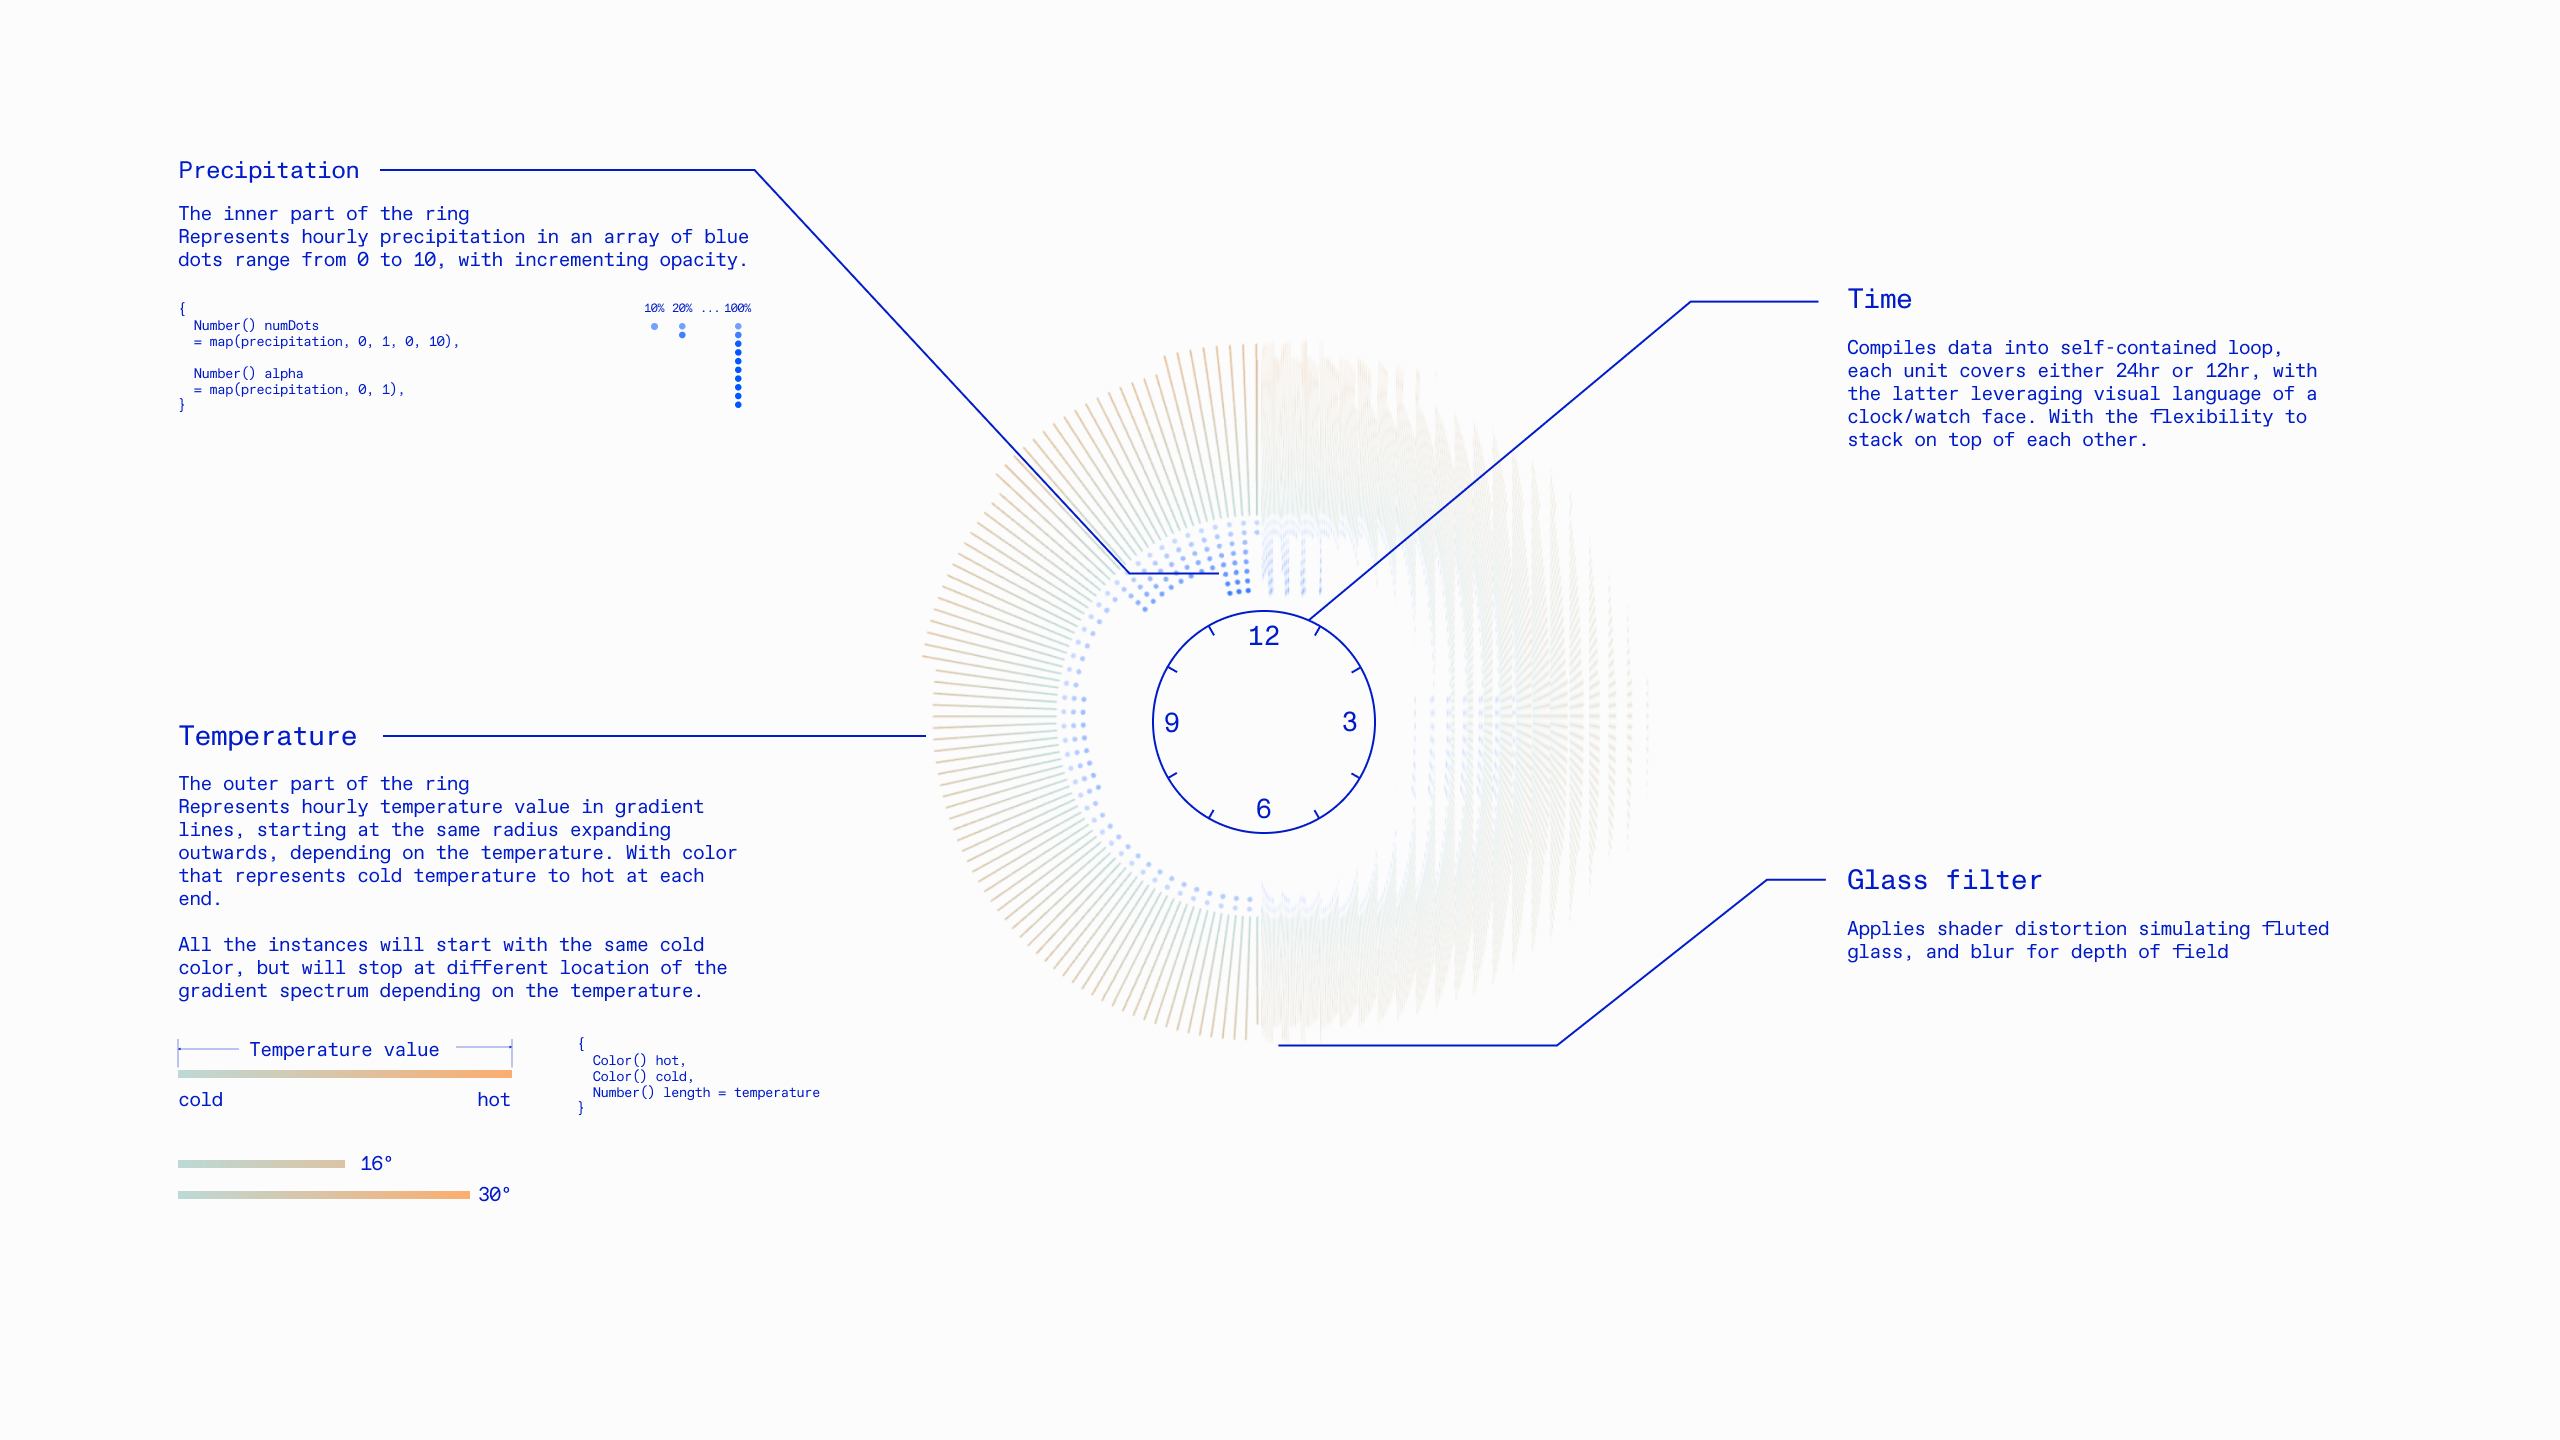 Precipitation
The inner part of the ring
Represents hourly precipitation in an array of blue
dots range from 0 to 10, with incrementing opacity.
{
Number() numDots
= map(precipitation, 0, 1, 0, 10),
Number() alpha
= map(precipitation, 0, 1),
}
10% 20% ... 100%
Temperature
The outer part of the ring
Represents hourly temperature value in gradient
lines, starting at the same radius expanding
outwards, depending on the temperature. With color
that represents cold temperature to hot at each
end.
All the instances will start with the same cold
color, but will stop at different location of the
gradient spectrum depending on the temperature.
Temperature value
cold hot
16°
30°
{
Color() hot,
Color() cold,
Number() length = temperature
}
12
9 3
6
Time
Compiles data into self-contained loop,
each unit covers either 24hr or 12hr, with
the latter leveraging visual language of a
clock/watch face. With the flexibility to
stack on top of each other.
Glass filter
Applies shader distortion simulating fluted
glass, and blur for depth of field